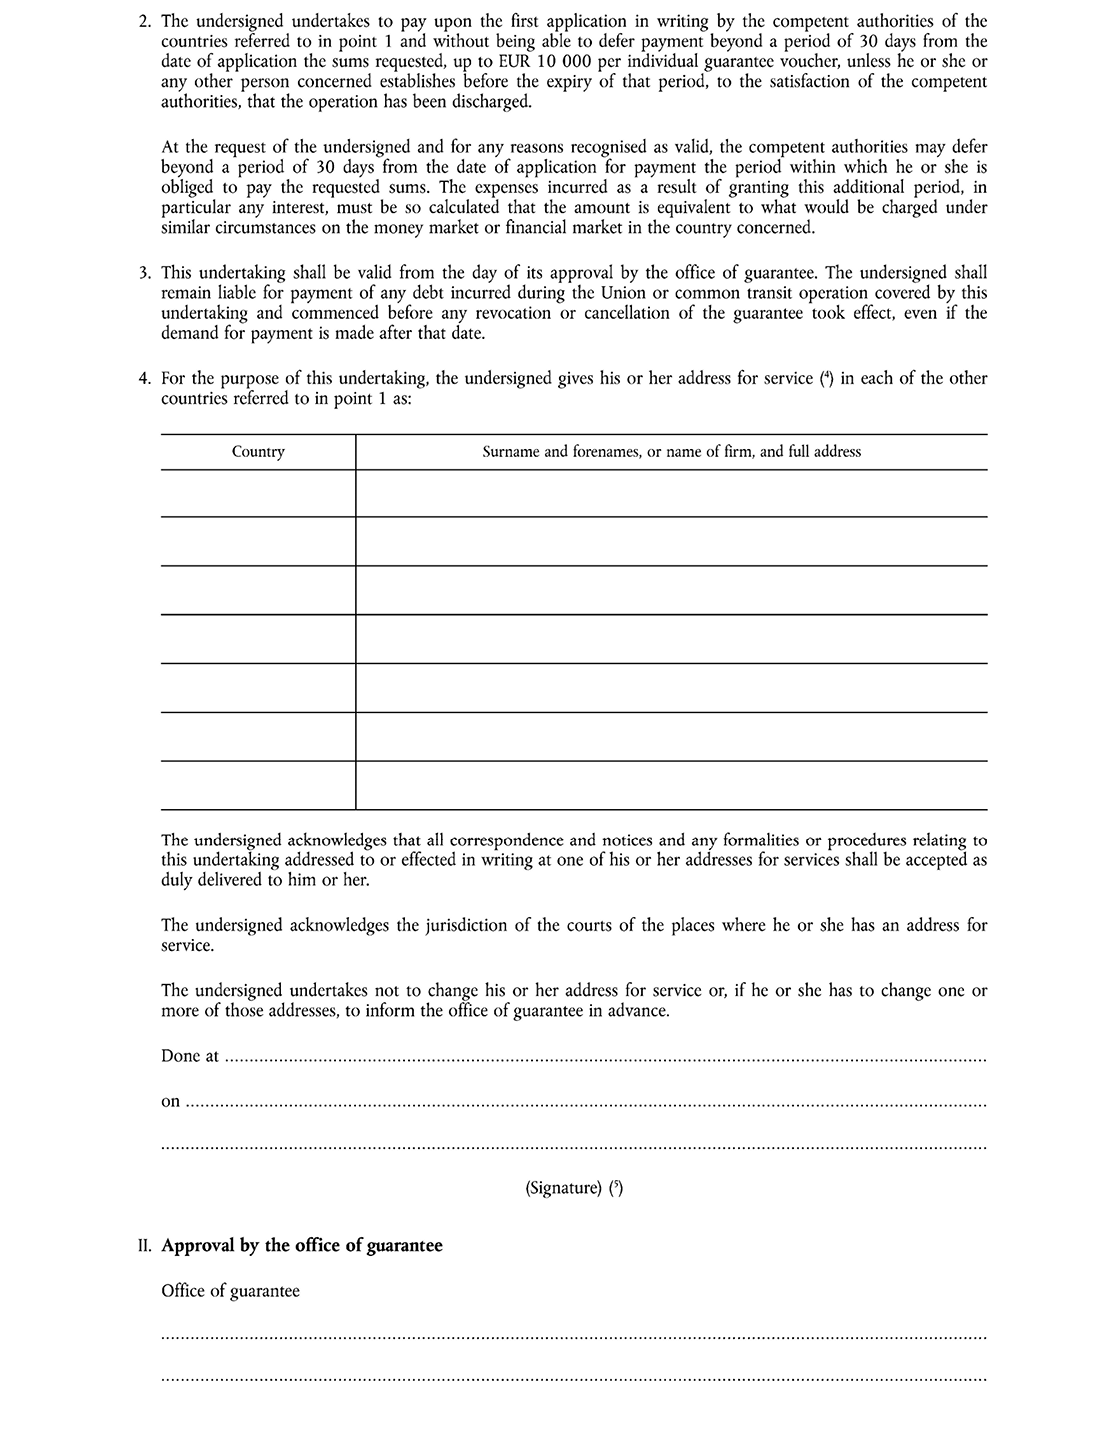 2. The undersigned undertakes to pay upon the first application in writing by the competent authorities of the
countries referred to in point 1 and without being able to defer payment beyond a period of 30 days from the
date of application the sums requested, up to EUR 10 000 per individual guarantee voucher, unless he or she or
any other person concerned establishes before the expiry of that period, to the satisfaction of the competent
authorities, that the operation has been discharged.
At the request of the undersigned and for any reasons recognised as valid, the competent authorities may defer
beyond a period of 30 days from the date of application for payment the period within which he or she is
obliged to pay the requested sums. The expenses incurred as a result of granting this additional period, in
particular any interest, must be so calculated that the amount is equivalent to what would be charged under
similar circumstances on the money market or financial market in the country concerned.
3. This undertaking shall be valid from the day of its approval by the office of guarantee. The undersigned shall
remain liable for payment of any debt incurred during the Union or common transit operation covered by this
undertaking and commenced before any revocation or cancellation of the guarantee took effect, even if the
demand for payment is made after that date.
4. For the purpose of this undertaking, the undersigned gives his or her address for service (⁴) in each of the other
countries referred to in point 1 as:
Country Surname and forenames, or name of firm, and full address
The undersigned acknowledges that all correspondence and notices and any formalities or procedures relating to
this undertaking addressed to or effected in writing at one of his or her addresses for services shall be accepted as
duly delivered to him or her.
The undersigned acknowledges the jurisdiction of the courts of the places where he or she has an address for
service.
The undersigned undertakes not to change his or her address for service or, if he or she has to change one or
more of those addresses, to inform the office of guarantee in advance.
Done at ..........
on ..........
(Signature) (⁵)
II. Approval by the office of guarantee
Office of guarantee